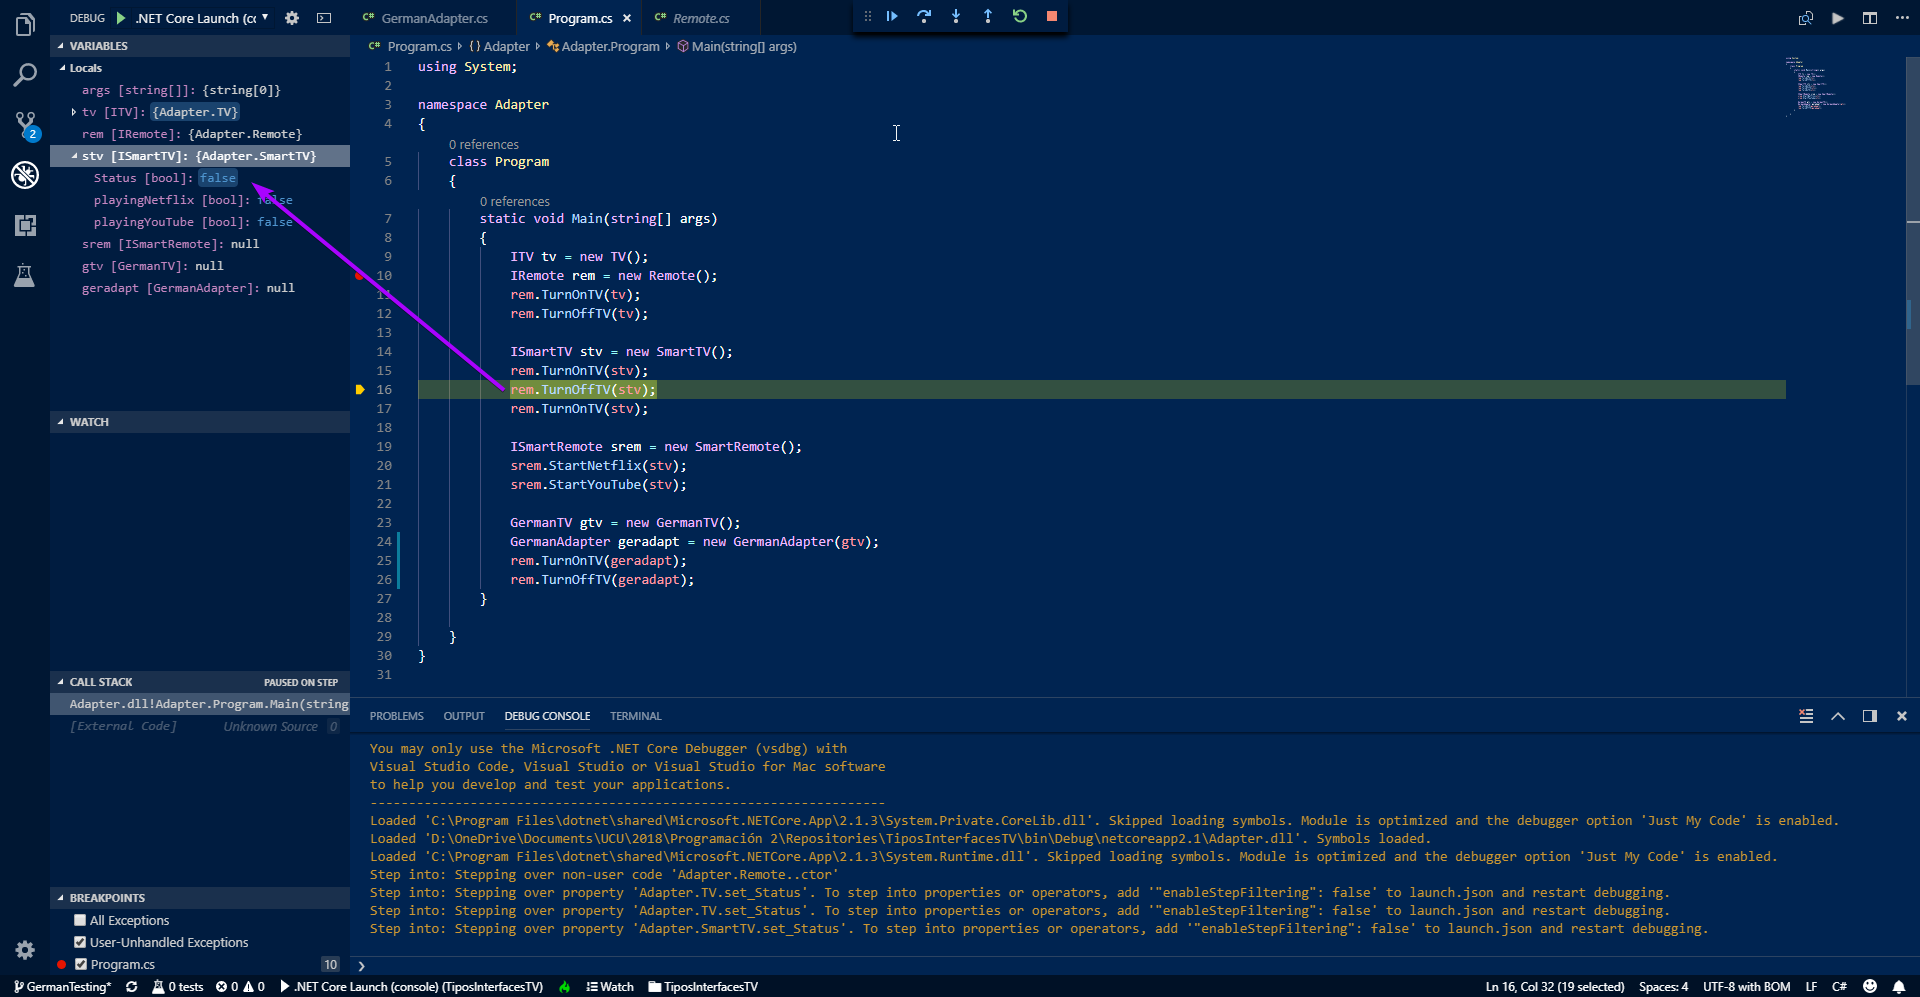 DEBUG .NET Core Launch (cc
GermanAdapter.cs
Program.cs
Remote.cs
Program.cs Adapter Adapter.Program Main(string[] args)
VARIABLES
Locals
args [string[]]: {string[0]}
tv [ITV]: {Adapter.TV}
rem [IRemote]: {Adapter.Remote}
stv [ISmartTV]: {Adapter.SmartTV}
Status [bool]: false
playingNetflix [bool]: false
playingYouTube [bool]: false
srem [ISmartRemote]: null
gtv [GermanTV]: null
geradapt [GermanAdapter]: null
WATCH
CALL STACK PAUSED ON STEP
Adapter.dll!Adapter.Program.Main(string
[External Code] Unknown Source 0
BREAKPOINTS
All Exceptions
User-Unhandled Exceptions
Program.cs 10
1 using System;
2
3 namespace Adapter
4 {
0 references
5 class Program
6 {
0 references
7 static void Main(string[] args)
8 {
9 ITV tv = new TV();
10 IRemote rem = new Remote();
11 rem.TurnOnTV(tv);
12 rem.TurnOffTV(tv);
13
14 ISmartTV stv = new SmartTV();
15 rem.TurnOnTV(stv);
16 rem.TurnOffTV(stv);
17 rem.TurnOnTV(stv);
18
19 ISmartRemote srem = new SmartRemote();
20 srem.StartNetflix(stv);
21 srem.StartYouTube(stv);
22
23 GermanTV gtv = new GermanTV();
24 GermanAdapter geradapt = new GermanAdapter(gtv);
25 rem.TurnOnTV(geradapt);
26 rem.TurnOffTV(geradapt);
27 }
28
29 }
30 }
31
PROBLEMS OUTPUT DEBUG CONSOLE TERMINAL
You may only use the Microsoft .NET Core Debugger (vsdbg) with
Visual Studio Code, Visual Studio or Visual Studio for Mac software
to help you develop and test your applications.
-------------------------------------------------------------------
Loaded 'C:\Program Files\dotnet\shared\Microsoft.NETCore.App\2.1.3\System.Private.CoreLib.dll'. Skipped loading symbols. Module is optimized and the debugger option 'Just My Code' is enabled.
Loaded 'D:\OneDrive\Documents\UCU\2018\Programación 2\Repositories\TiposInterfacesTV\bin\Debug\netcoreapp2.1\Adapter.dll'. Symbols loaded.
Loaded 'C:\Program Files\dotnet\shared\Microsoft.NETCore.App\2.1.3\System.Runtime.dll'. Skipped loading symbols. Module is optimized and the debugger option 'Just My Code' is enabled.
Step into: Stepping over non-user code 'Adapter.Remote..ctor'
Step into: Stepping over property 'Adapter.TV.set_Status'. To step into properties or operators, add '"enableStepFiltering": false' to launch.json and restart debugging.
Step into: Stepping over property 'Adapter.TV.set_Status'. To step into properties or operators, add '"enableStepFiltering": false' to launch.json and restart debugging.
Step into: Stepping over property 'Adapter.SmartTV.set_Status'. To step into properties or operators, add '"enableStepFiltering": false' to launch.json and restart debugging.
2
GermanTesting* 0 tests 0 0 .NET Core Launch (console) (TiposInterfacesTV) Watch TiposInterfacesTV Ln 16, Col 32 (19 selected) Spaces: 4 UTF-8 with BOM LF C#